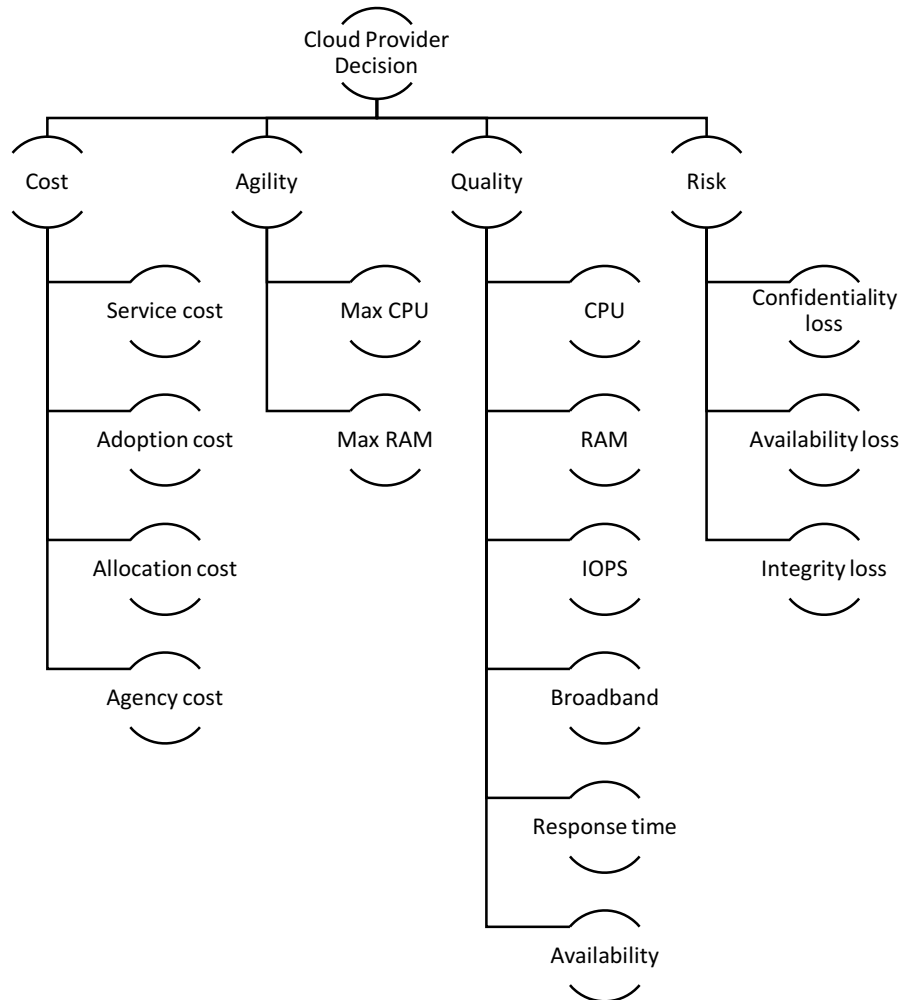 Cloud Provider
Decision
Cost
Agility
Quality
Risk
Service cost
Adoption cost
Allocation cost
Agency cost
Max CPU
Max RAM
CPU
RAM
IOPS
Broadband
Response time
Availability
Confidentiality
loss
Availability loss
Integrity loss